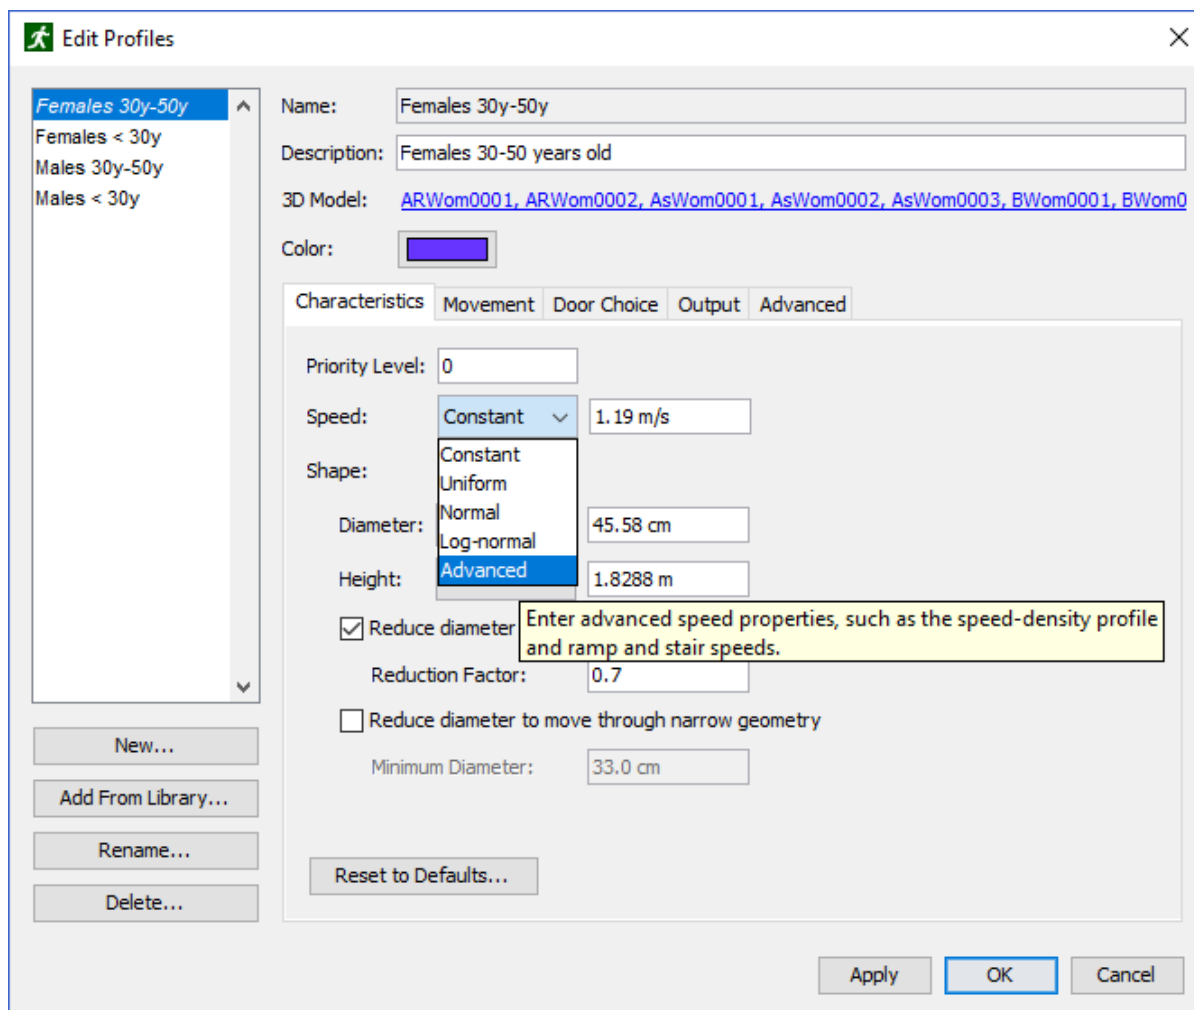 Edit Profiles
Females 30y-50y
Females < 30y
Males 30y-50y
Males < 30y
New...
Add From Library...
Rename...
Delete...
Name: Females 30y-50y
Description: Females 30-50 years old
3D Model: ARWom0001, ARWom0002, AsWom0001, AsWom0002, AsWom0003, BWom0001, BWom0
Color:
Characteristics Movement Door Choice Output Advanced
Priority Level: 0
Speed: Constant 1.19 m/s
Constant
Uniform
Normal
Log-normal
Advanced
Shape:
Diameter: 45.58 cm
Height: 1.8288 m
Enter advanced speed properties, such as the speed-density profile
and ramp and stair speeds.
Reduce diameter
Reduction Factor: 0.7
Reduce diameter to move through narrow geometry
Minimum Diameter: 33.0 cm
Reset to Defaults...
Apply OK Cancel